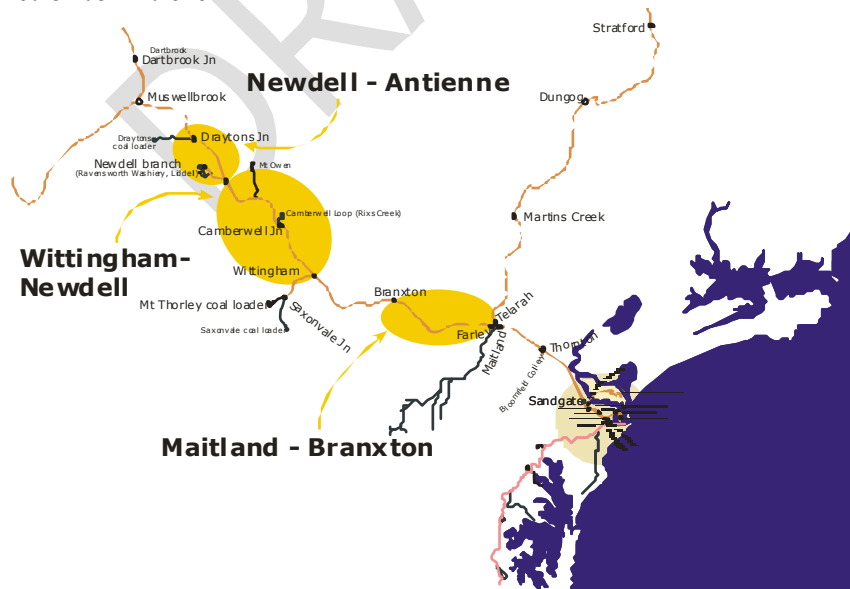 Stratford
Dartbrook
Dartbrook Jn
Newdell - Antienne
Muswellbrook
Dungog
Draytons
coal loader
Draytons Jn
Newdell branch
(Ravensworth Washery, Liddell)
Mt Owen
Camberwell Loop (Rixs Creek)
Martins Creek
Camberwell Jn
Wittingham-
Newdell
Wittingham
Branxton
Mt Thorley coal loader
Saxonvale Jn
Saxonvale coal loader
Telarah
Farley
Maitland
Thornton
Bloomfield Colliery
Sandgate
Maitland - Branxton
DRA